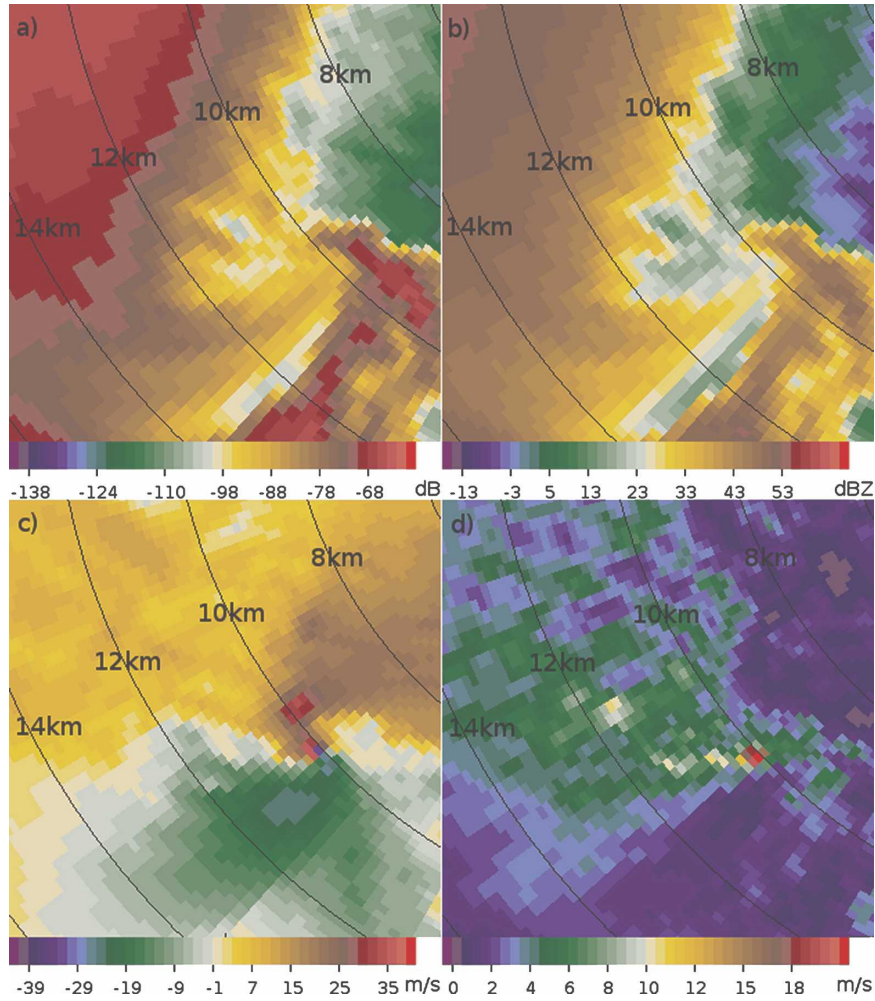 a)
8km
10km
12km
14km
-138 -124 -110 -98 -88 -78 -68 dB
b)
8km
10km
12km
14km
-13 -3 5 13 23 33 43 53 dBZ
c)
8km
10km
12km
14km
-39 -29 -19 -9 -1 7 15 25 35 m/s
d)
8km
10km
12km
14km
0 2 4 6 8 10 12 15 18 m/s